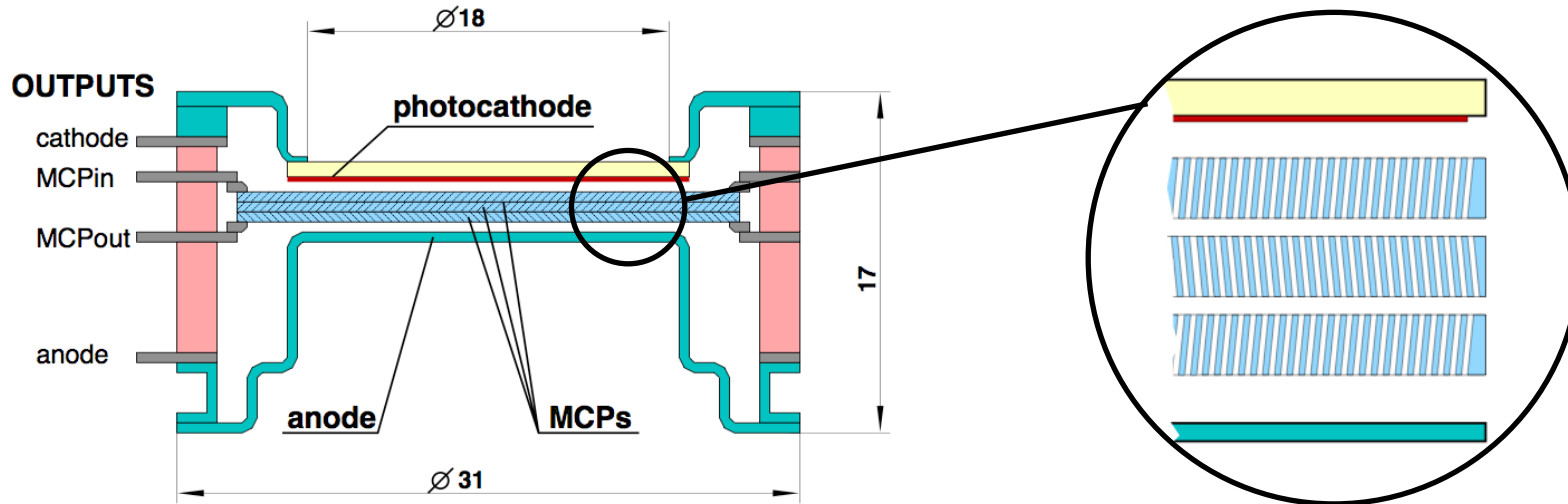 ⌀18
OUTPUTS
photocathode
cathode
MCPin
MCPout
17
anode
anode
MCPs
⌀ 31